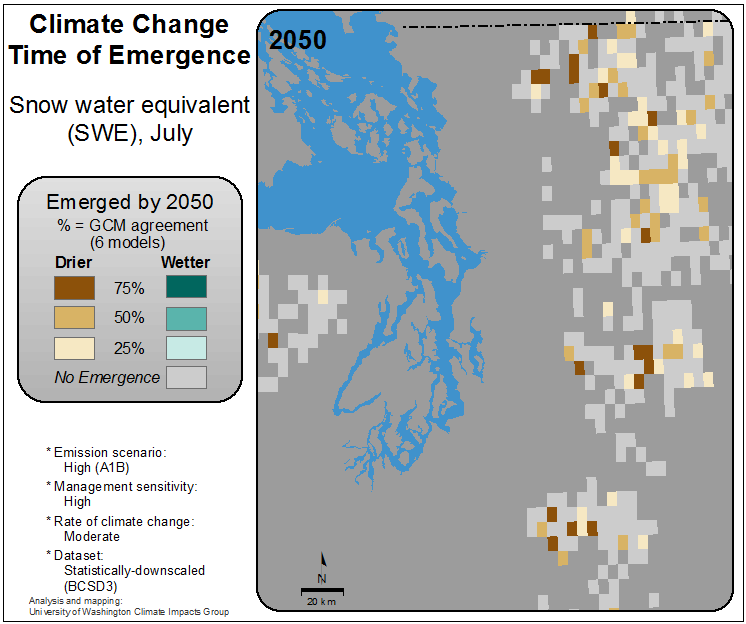 Climate Change
Time of Emergence
Snow water equivalent
(SWE), July
Emerged by 2050
% = GCM agreement
(6 models)
Drier Wetter
75%
50%
25%
No Emergence
* Emission scenario:
High (A1B)
* Management sensitivity:
High
* Rate of climate change:
Moderate
* Dataset:
Statistically-downscaled
(BCSD3)
Analysis and mapping:
University of Washington Climate Impacts Group
2050
N
20 km